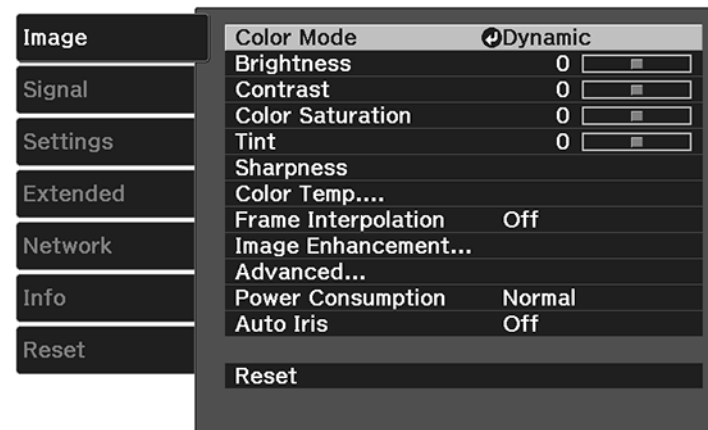 Image
Signal
Settings
Extended
Network
Info
Reset
Color Mode Dynamic
Brightness 0
Contrast 0
Color Saturation 0
Tint 0
Sharpness
Color Temp....
Frame Interpolation Off
Image Enhancement...
Advanced...
Power Consumption Normal
Auto Iris Off
Reset